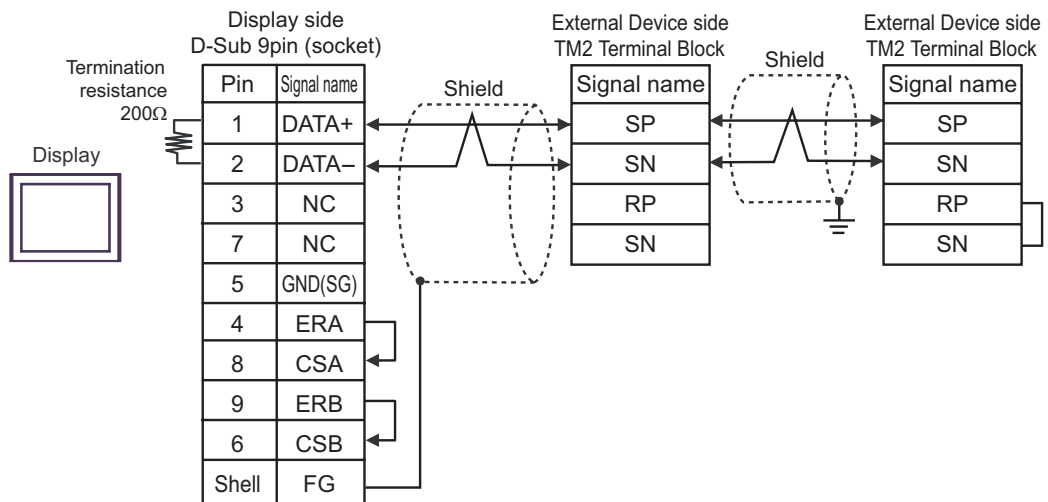 Display side
D-Sub 9pin (socket)
External Device side
TM2 Terminal Block
External Device side
TM2 Terminal Block
Termination
resistance
200Ω
Display
Pin Signal name
1 DATA+
2 DATA–
3 NC
7 NC
5 GND(SG)
4 ERA
8 CSA
9 ERB
6 CSB
Shell FG
Shield
Signal name
SP
SN
RP
SN
Shield
Signal name
SP
SN
RP
SN